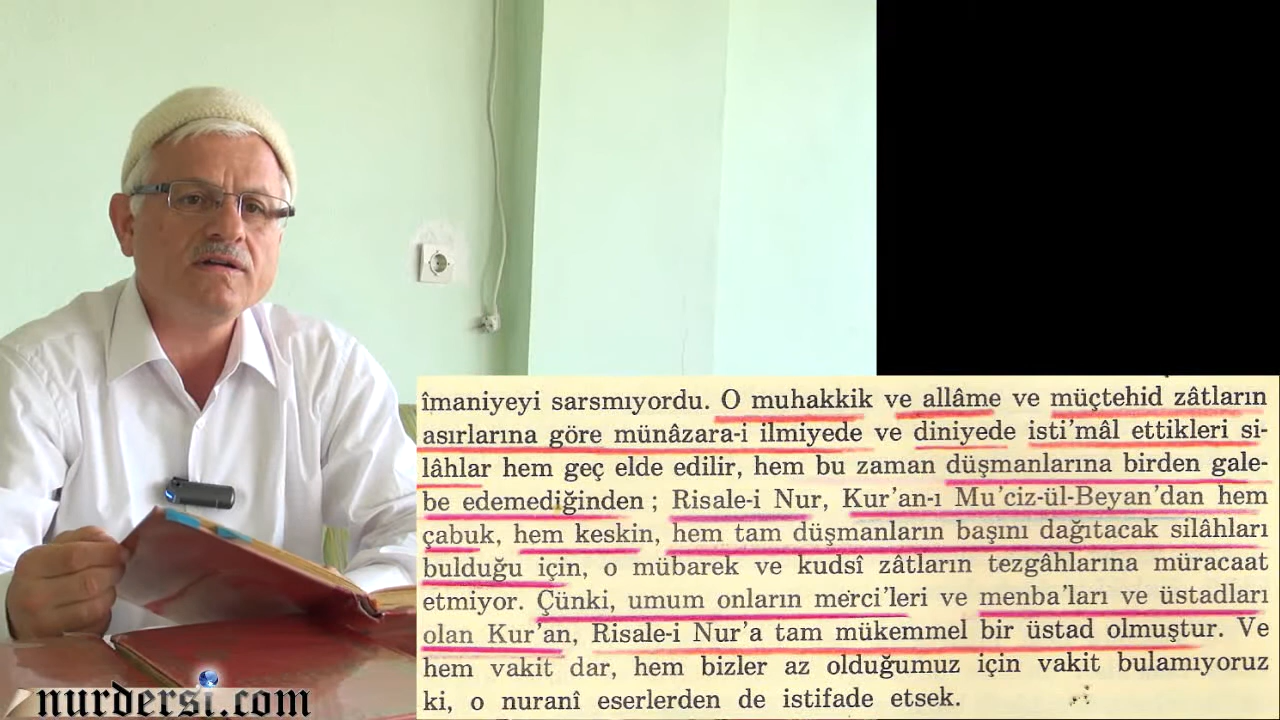 îmaniyeyi sarsmıyordu. O muhakkik ve allâme ve müçtehid zâtların
asırlarına göre münâzara-i ilmiyede ve diniyede isti'mâl ettikleri si-
lâhlar hem geç elde edilir, hem bu zaman düşmanlarına birden gale-
be edemediğinden; Risale-i Nur, Kur'an-ı Mu'ciz-ül-Beyan'dan hem
çabuk, hem keskin, hem tam düşmanların başını dağıtacak silâhları
bulduğu için, o mübarek ve kudsî zâtların tezgâhlarına müracaat
etmiyor. Çünki, umum onların merci'leri ve menba'ları ve üstadları
olan Kur'an, Risale-i Nur'a tam mükemmel bir üstad olmuştur. Ve
hem vakit dar, hem bizler az olduğumuz için vakit bulamıyoruz
ki, o nuranî eserlerden de istifade etsek.
nurdersi.com